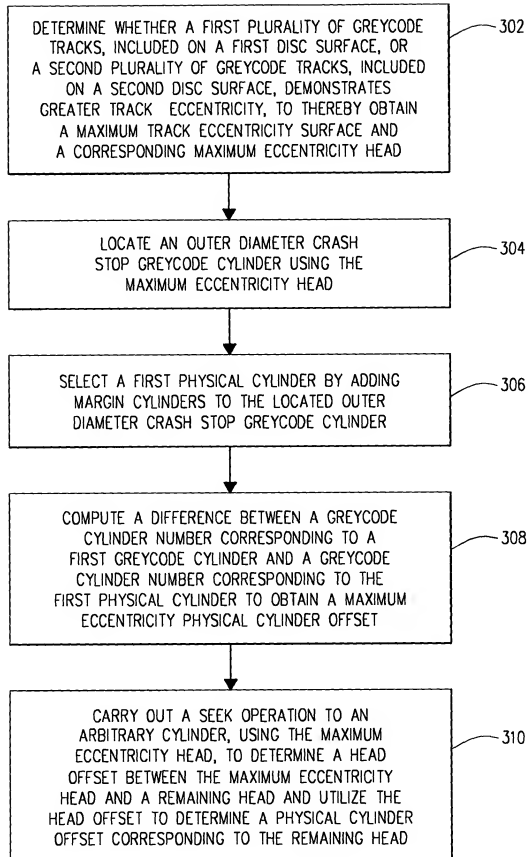 DETERMINE WHETHER A FIRST PLURALITY OF GREYCODE
TRACKS, INCLUDED ON A FIRST DISC SURFACE, OR
A SECOND PLURALITY OF GREYCODE TRACKS, INCLUDED
ON A SECOND DISC SURFACE, DEMONSTRATES
GREATER TRACK ECCENTRICITY, TO THEREBY OBTAIN
A MAXIMUM TRACK ECCENTRICITY SURFACE AND
A CORRESPONDING MAXIMUM ECCENTRICITY HEAD
302
LOCATE AN OUTER DIAMETER CRASH
STOP GREYCODE CYLINDER USING THE
MAXIMUM ECCENTRICITY HEAD
304
SELECT A FIRST PHYSICAL CYLINDER BY ADDING
MARGIN CYLINDERS TO THE LOCATED OUTER
DIAMETER CRASH STOP GREYCODE CYLINDER
306
COMPUTE A DIFFERENCE BETWEEN A GREYCODE
CYLINDER NUMBER CORRESPONDING TO A
FIRST GREYCODE CYLINDER AND A GREYCODE
CYLINDER NUMBER CORRESPONDING TO THE
FIRST PHYSICAL CYLINDER TO OBTAIN A MAXIMUM
ECCENTRICITY PHYSICAL CYLINDER OFFSET
308
CARRY OUT A SEEK OPERATION TO AN
ARBITRARY CYLINDER, USING THE MAXIMUM
ECCENTRICITY HEAD, TO DETERMINE A HEAD
OFFSET BETWEEN THE MAXIMUM ECCENTRICITY
HEAD AND A REMAINING HEAD AND UTILIZE THE
HEAD OFFSET TO DETERMINE A PHYSICAL CYLINDER
OFFSET CORRESPONDING TO THE REMAINING HEAD
310